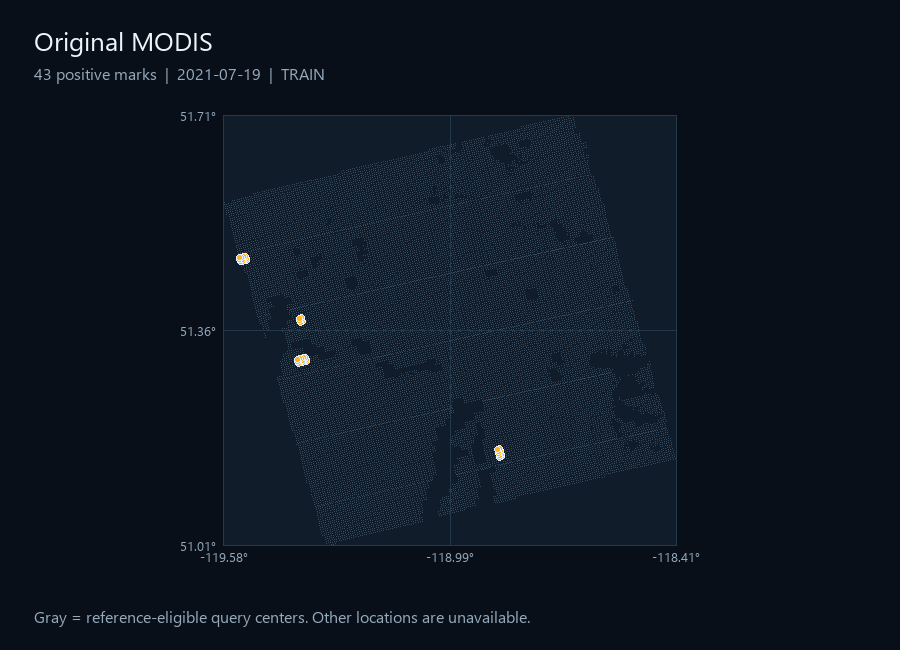 Original MODIS
43 positive marks | 2021-07-19 | TRAIN
51.71°
51.36°
51.01°
-119.58° -118.99° -118.41°
Gray = reference-eligible query centers. Other locations are unavailable.